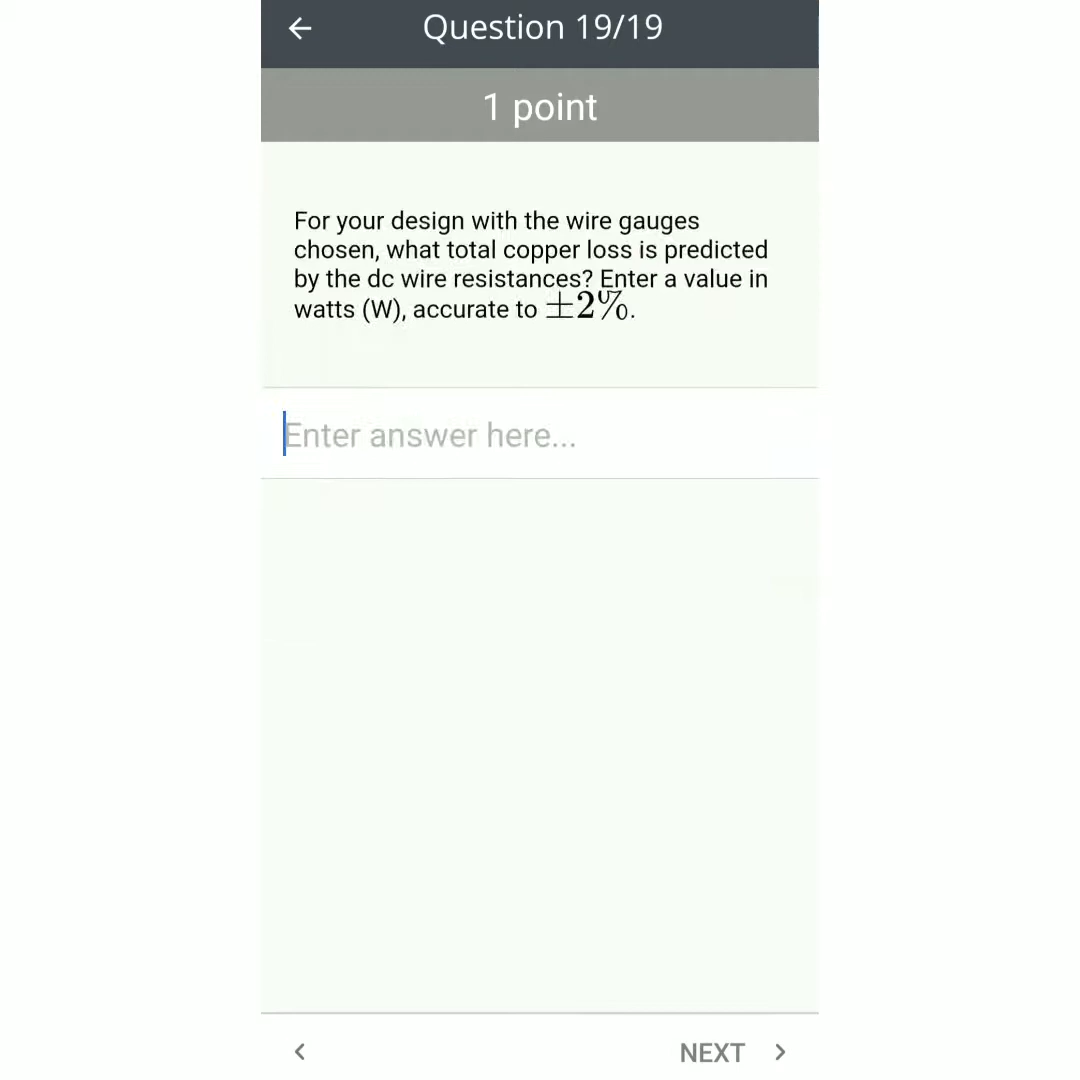 Question 19/19
1 point
For your design with the wire gauges
chosen, what total copper loss is predicted
by the dc wire resistances? Enter a value in
watts (W), accurate to ±2%.
Enter answer here...
NEXT